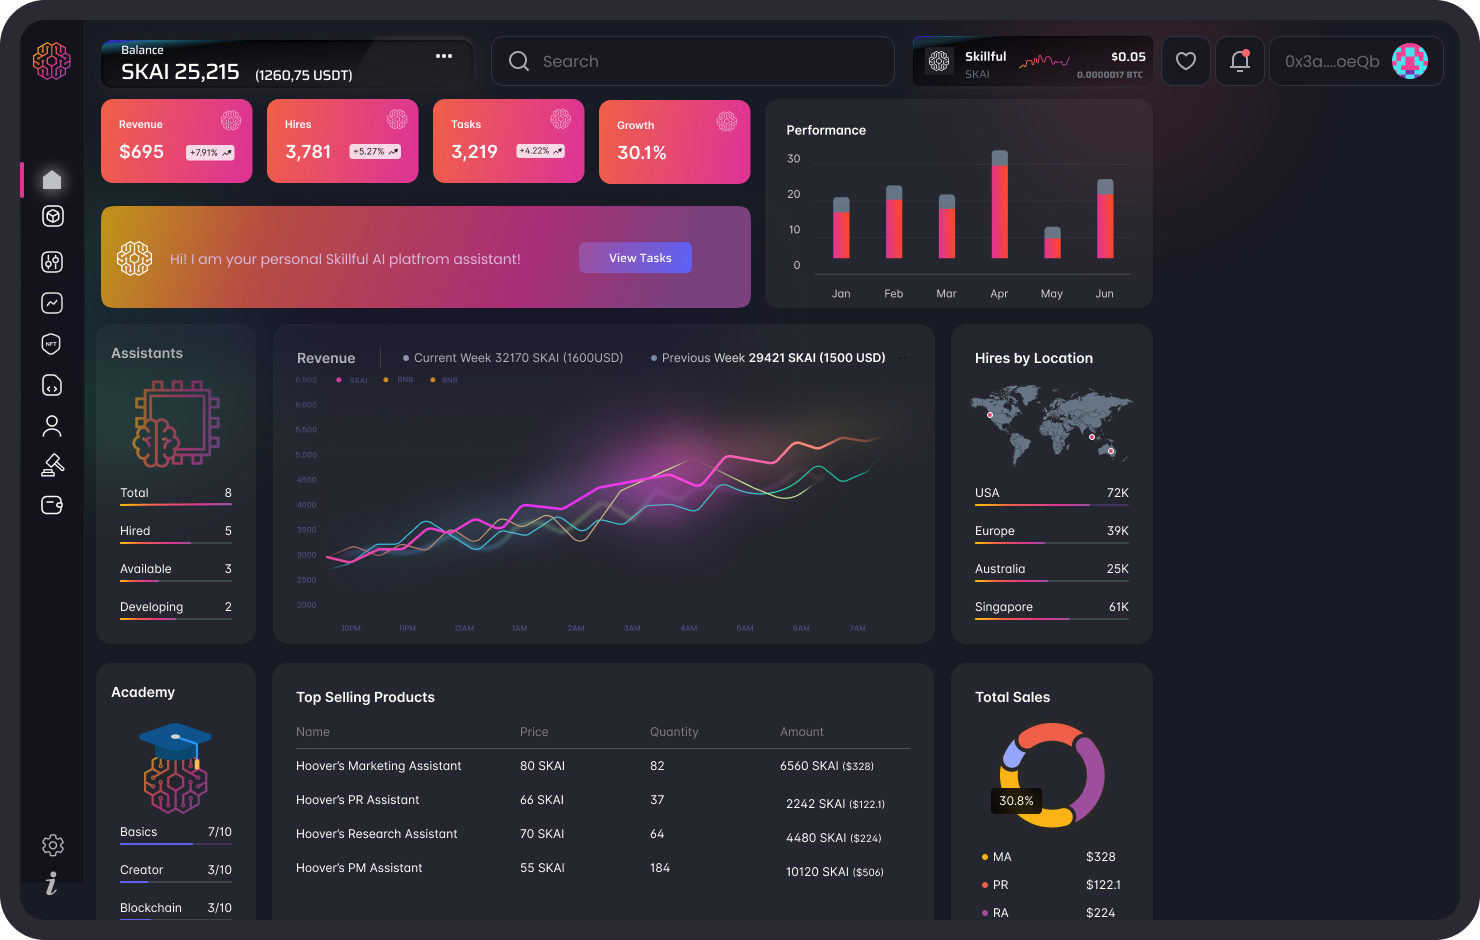 Balance
SKAI 25,215 (1260,75 USDT)
Search
Skillful
SKAI
$0.05
0.0000017 BTC
0x3a....oeQb
Revenue
$695
+7.91%
Hires
3,781
+5.27%
Tasks
3,219
+4.22%
Growth
30.1%
Performance
30
20
10
0
Jan Feb Mar Apr May Jun
Hi! I am your personal Skillful AI platfrom assistant!
View Tasks
NFT
Assistants
Total 8
Hired 5
Available 3
Developing 2
Revenue
Current Week 32170 SKAI (1600USD)
Previous Week 29421 SKAI (1500 USD)
SKAI BNB BNB
6,500
6.000
5,500
5.000
4500
4000
3500
3000
2500
2000
10PM 11PM 12AM 1AM 2AM 3AM 4AM 5AM 6AM 7AM
Hires by Location
USA 72K
Europe 39K
Australia 25K
Singapore 61K
Academy
Basics 7/10
Creator 3/10
Blockchain 3/10
Top Selling Products
Name Price Quantity Amount
Hoover’s Marketing Assistant 80 SKAI 82 6560 SKAI ($328)
Hoover’s PR Assistant 66 SKAI 37 2242 SKAI ($122.1)
Hoover’s Research Assistant 70 SKAI 64 4480 SKAI ($224)
Hoover’s PM Assistant 55 SKAI 184 10120 SKAI ($506)
Total Sales
30.8%
MA $328
PR $122.1
RA $224
i